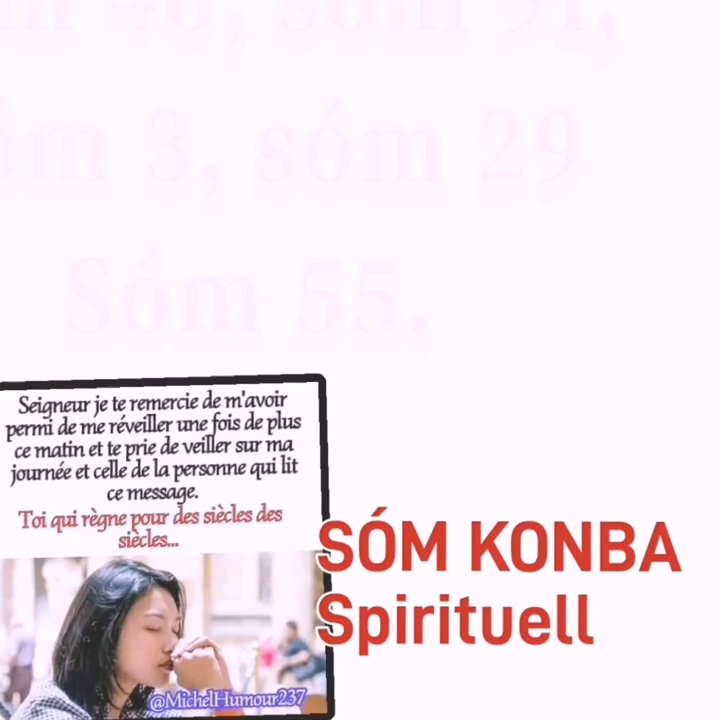 m 46, sóm 91,
óm 3, sóm 29
Sóm 55.
Seigneur je te remercie de m'avoir
permi de me réveiller une fois de plus
ce matin et te prie de veiller sur ma
journée et celle de la personne qui lit
ce message.
Toi qui règne pour des siècles des
siècles...
SÓM KONBA
Spirituell
@MichelHumour237